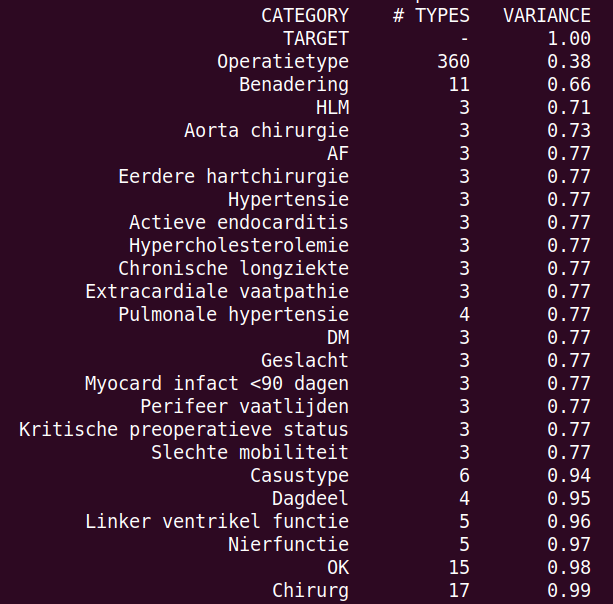 CATEGORY # TYPES VARIANCE
TARGET - 1.00
Operatietype 360 0.38
Benadering 11 0.66
HLM 3 0.71
Aorta chirurgie 3 0.73
AF 3 0.77
Eerdere hartchirurgie 3 0.77
Hypertensie 3 0.77
Actieve endocarditis 3 0.77
Hypercholesterolemie 3 0.77
Chronische longziekte 3 0.77
Extracardiale vaatpathie 3 0.77
Pulmonale hypertensie 4 0.77
DM 3 0.77
Geslacht 3 0.77
Myocard infact <90 dagen 3 0.77
Perifeer vaatlijden 3 0.77
Kritische preoperatieve status 3 0.77
Slechte mobiliteit 3 0.77
Casustype 6 0.94
Dagdeel 4 0.95
Linker ventrikel functie 5 0.96
Nierfunctie 5 0.97
OK 15 0.98
Chirurg 17 0.99